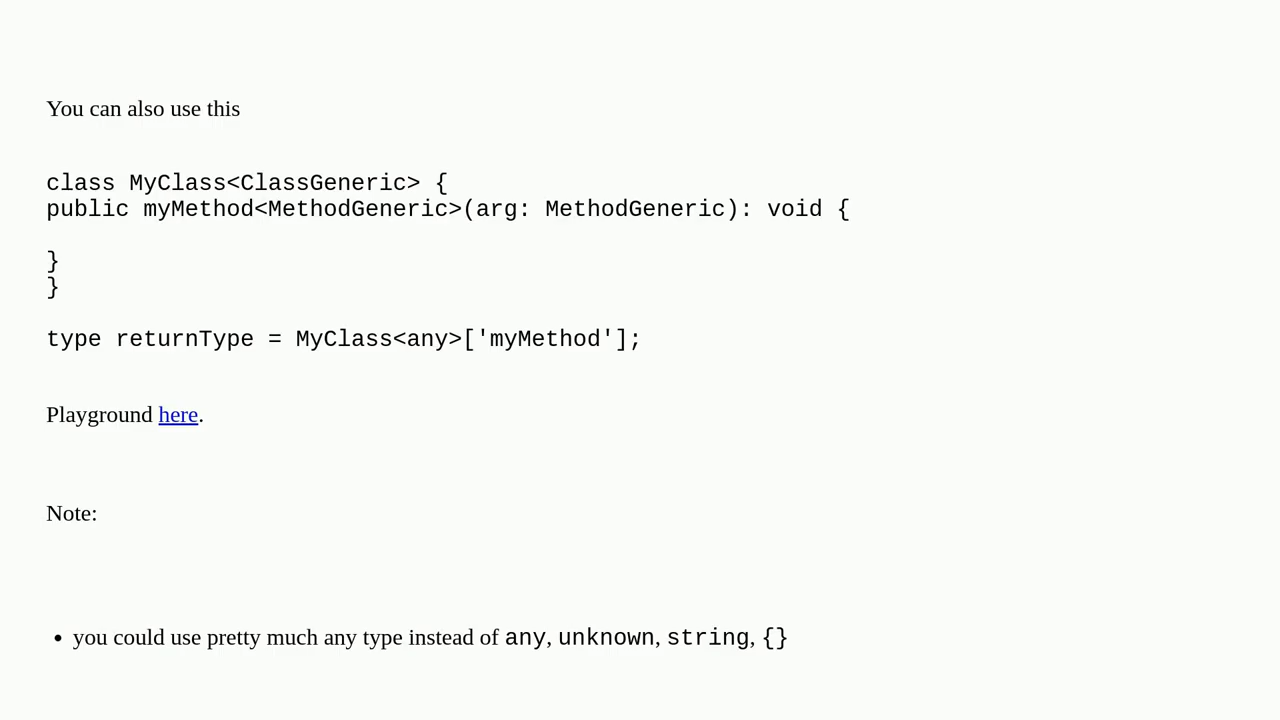 You can also use this
class MyClass<ClassGeneric> {
public myMethod<MethodGeneric>(arg: MethodGeneric): void {
}
}
type returnType = MyClass<any>['myMethod'];
Playground here.
Note:
• you could use pretty much any type instead of any, unknown, string, {}